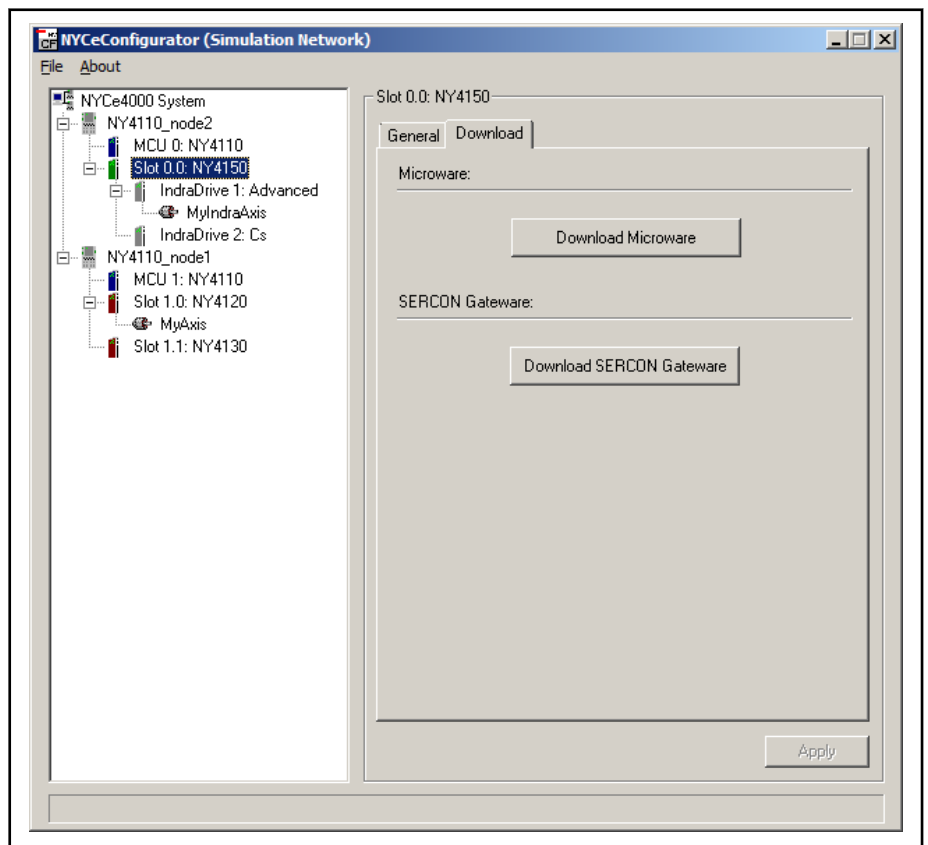 NYCeConfigurator (Simulation Network)
File About
NYCe4000 System
NY4110_node2
MCU 0: NY4110
Slot 0.0: NY4150
IndraDrive 1: Advanced
MyIndraAxis
IndraDrive 2: Cs
NY4110_node1
MCU 1: NY4110
Slot 1.0: NY4120
MyAxis
Slot 1.1: NY4130
Slot 0.0: NY4150
General Download
Microware:
Download Microware
SERCON Gateware:
Download SERCON Gateware
Apply